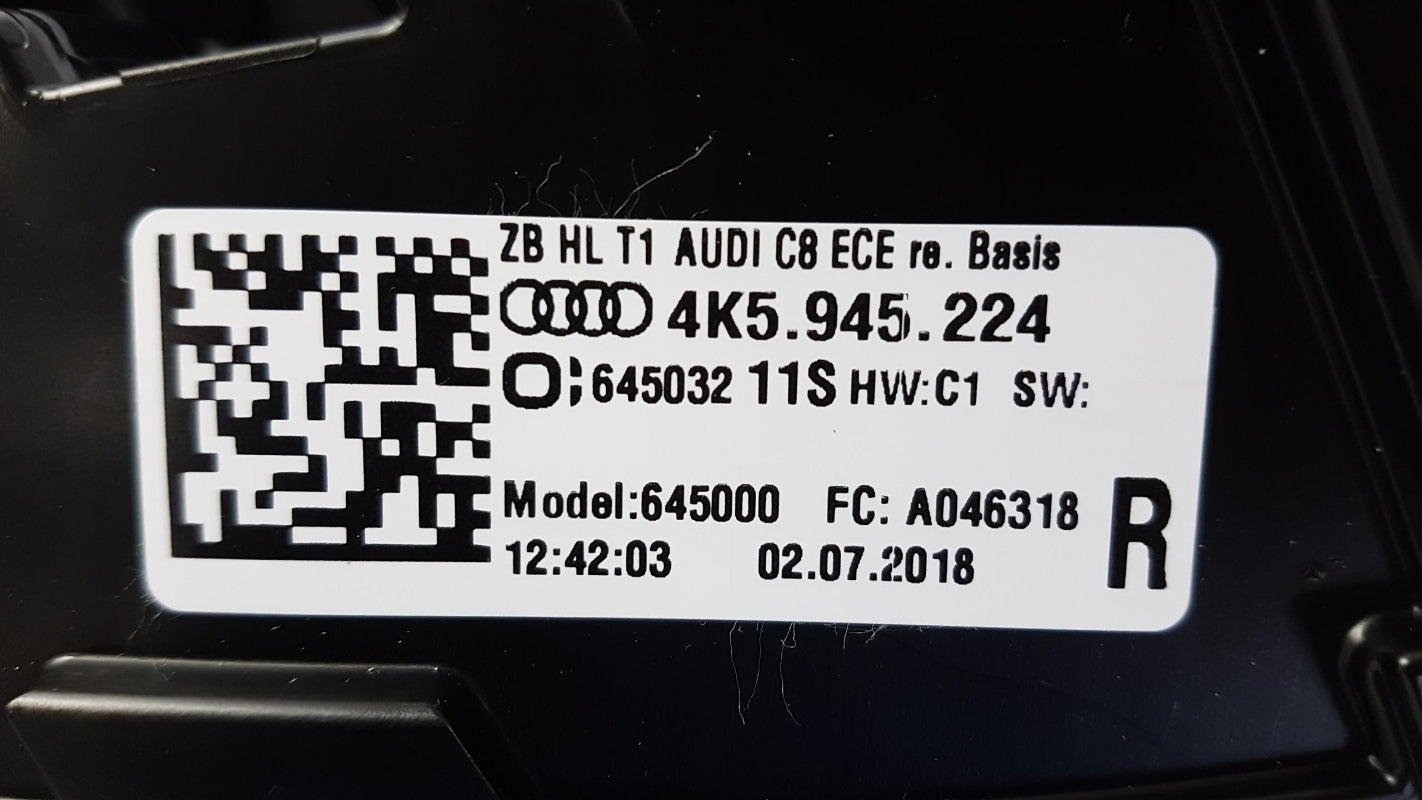 ZB HL T1 AUDI C8 ECE re. Basis
4K5.945.224
645032 11S HW:C1 SW:
Model:645000 FC: A046318
R
12:42:03 02.07.2018